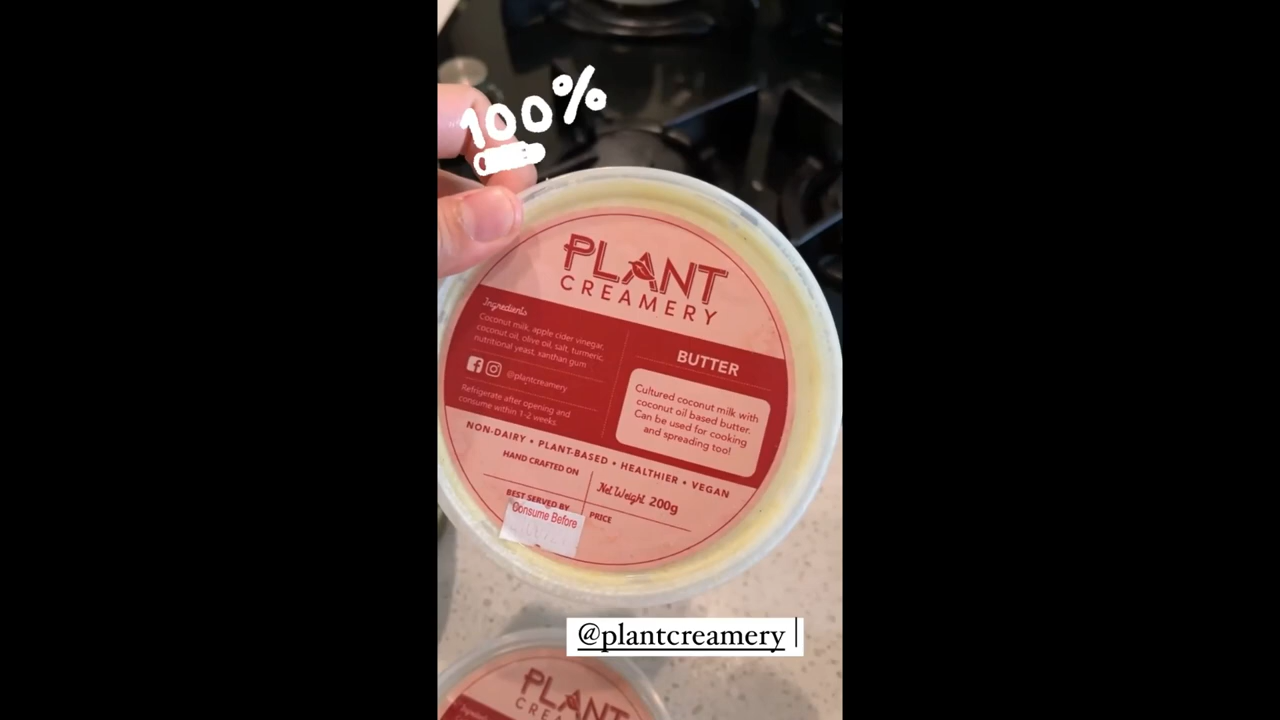 100%
PLANT
CREAMERY
Ingredients
Coconut milk, apple cider vinegar,
coconut oil, olive oil, salt, turmeric,
nutritional yeast, xanthan gum
@plantcreamery
Refrigerate after opening and
consume within 1-2 weeks
BUTTER
Cultured coconut milk with
coconut oil based butter.
Can be used for cooking
and spreading too!
NON-DAIRY • PLANT-BASED • HEALTHIER • VEGAN
HAND CRAFTED ON
Net Weight 200g
BEST SERVED BY
PRICE
Consume Before
@plantcreamery
PLANT
CREAMERY